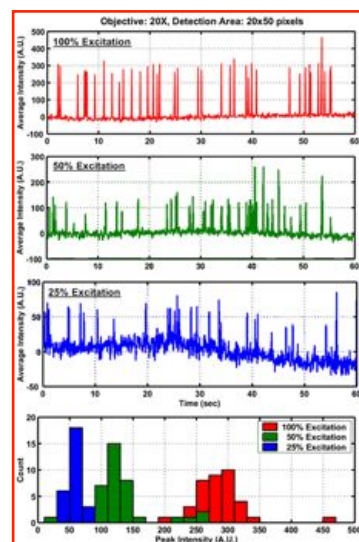 Objective: 20X, Detection Area: 20x50 pixels
100% Excitation
Average Intensity (A.U.)
500
400
300
200
100
0
-100
0 10 20 30 40 50 60
50% Excitation
Average Intensity (A.U.)
300
200
100
0
-100
0 10 20 30 40 50 60
25% Excitation
Average Intensity (A.U.)
100
50
0
-50
0 10 20 30 40 50 60
Time (sec)
Count
20
15
10
5
0
100% Excitation
50% Excitation
25% Excitation
0 50 100 150 200 250 300 350 400 450 500
Peak Intensity (A.U.)